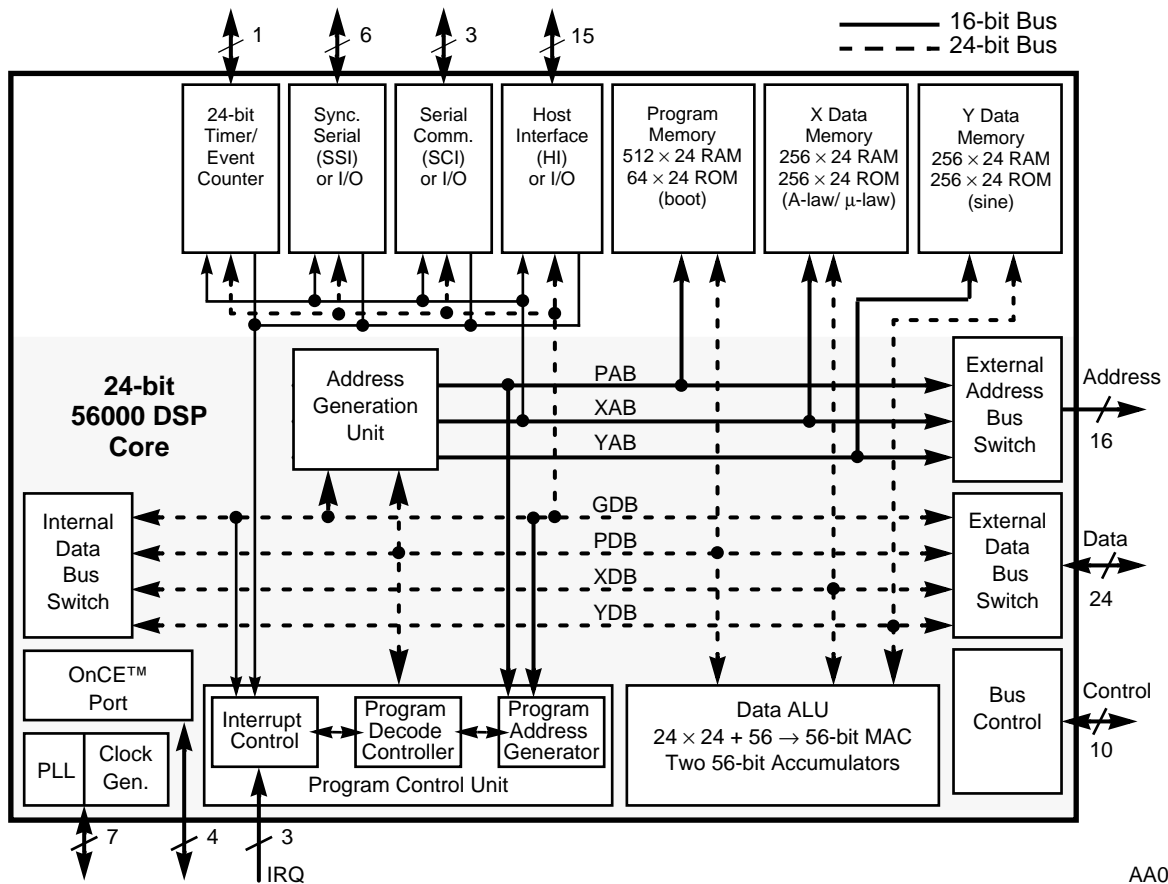 1
6
3
15
16-bit Bus
24-bit Bus
24-bit
Timer/
Event
Counter
Sync.
Serial
(SSI)
or I/O
Serial
Comm.
(SCI)
or I/O
Host
Interface
(HI)
or I/O
Program
Memory
512 × 24 RAM
64 × 24 ROM
(boot)
X Data
Memory
256 × 24 RAM
256 × 24 ROM
(A-law/ μ-law)
Y Data
Memory
256 × 24 RAM
256 × 24 ROM
(sine)
24-bit
56000 DSP
Core
Address
Generation
Unit
PAB
XAB
YAB
External
Address
Bus
Switch
Address
16
Internal
Data
Bus
Switch
GDB
PDB
XDB
YDB
External
Data
Bus
Switch
Data
24
OnCE™
Port
PLL
Clock
Gen.
Interrupt
Control
Program
Decode
Controller
Program
Address
Generator
Program Control Unit
Data ALU
24 × 24 + 56 → 56-bit MAC
Two 56-bit Accumulators
Bus
Control
Control
10
7
4
3
IRQ
AA0